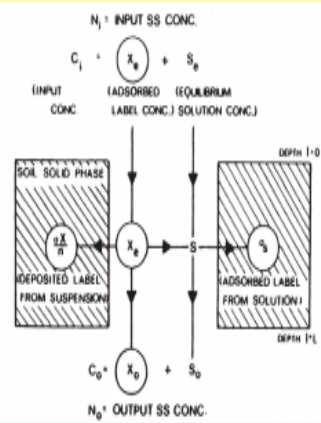 Nᵢ = INPUT SS CONC.
Cᵢ = Xₑ + Sₑ
(INPUT (ADSORBED (EQUILIBRIUM
CONC LABEL CONC.) SOLUTION CONC.)
DEPTH l=0
SOIL SOLID PHASE
Xₑ S
(DEPOSITED LABEL (ADSORBED LABEL
FROM SUSPENSION) FROM SOLUTION)
DEPTH l=L
C₀= X₀ + S₀
N₀= OUTPUT SS CONC.